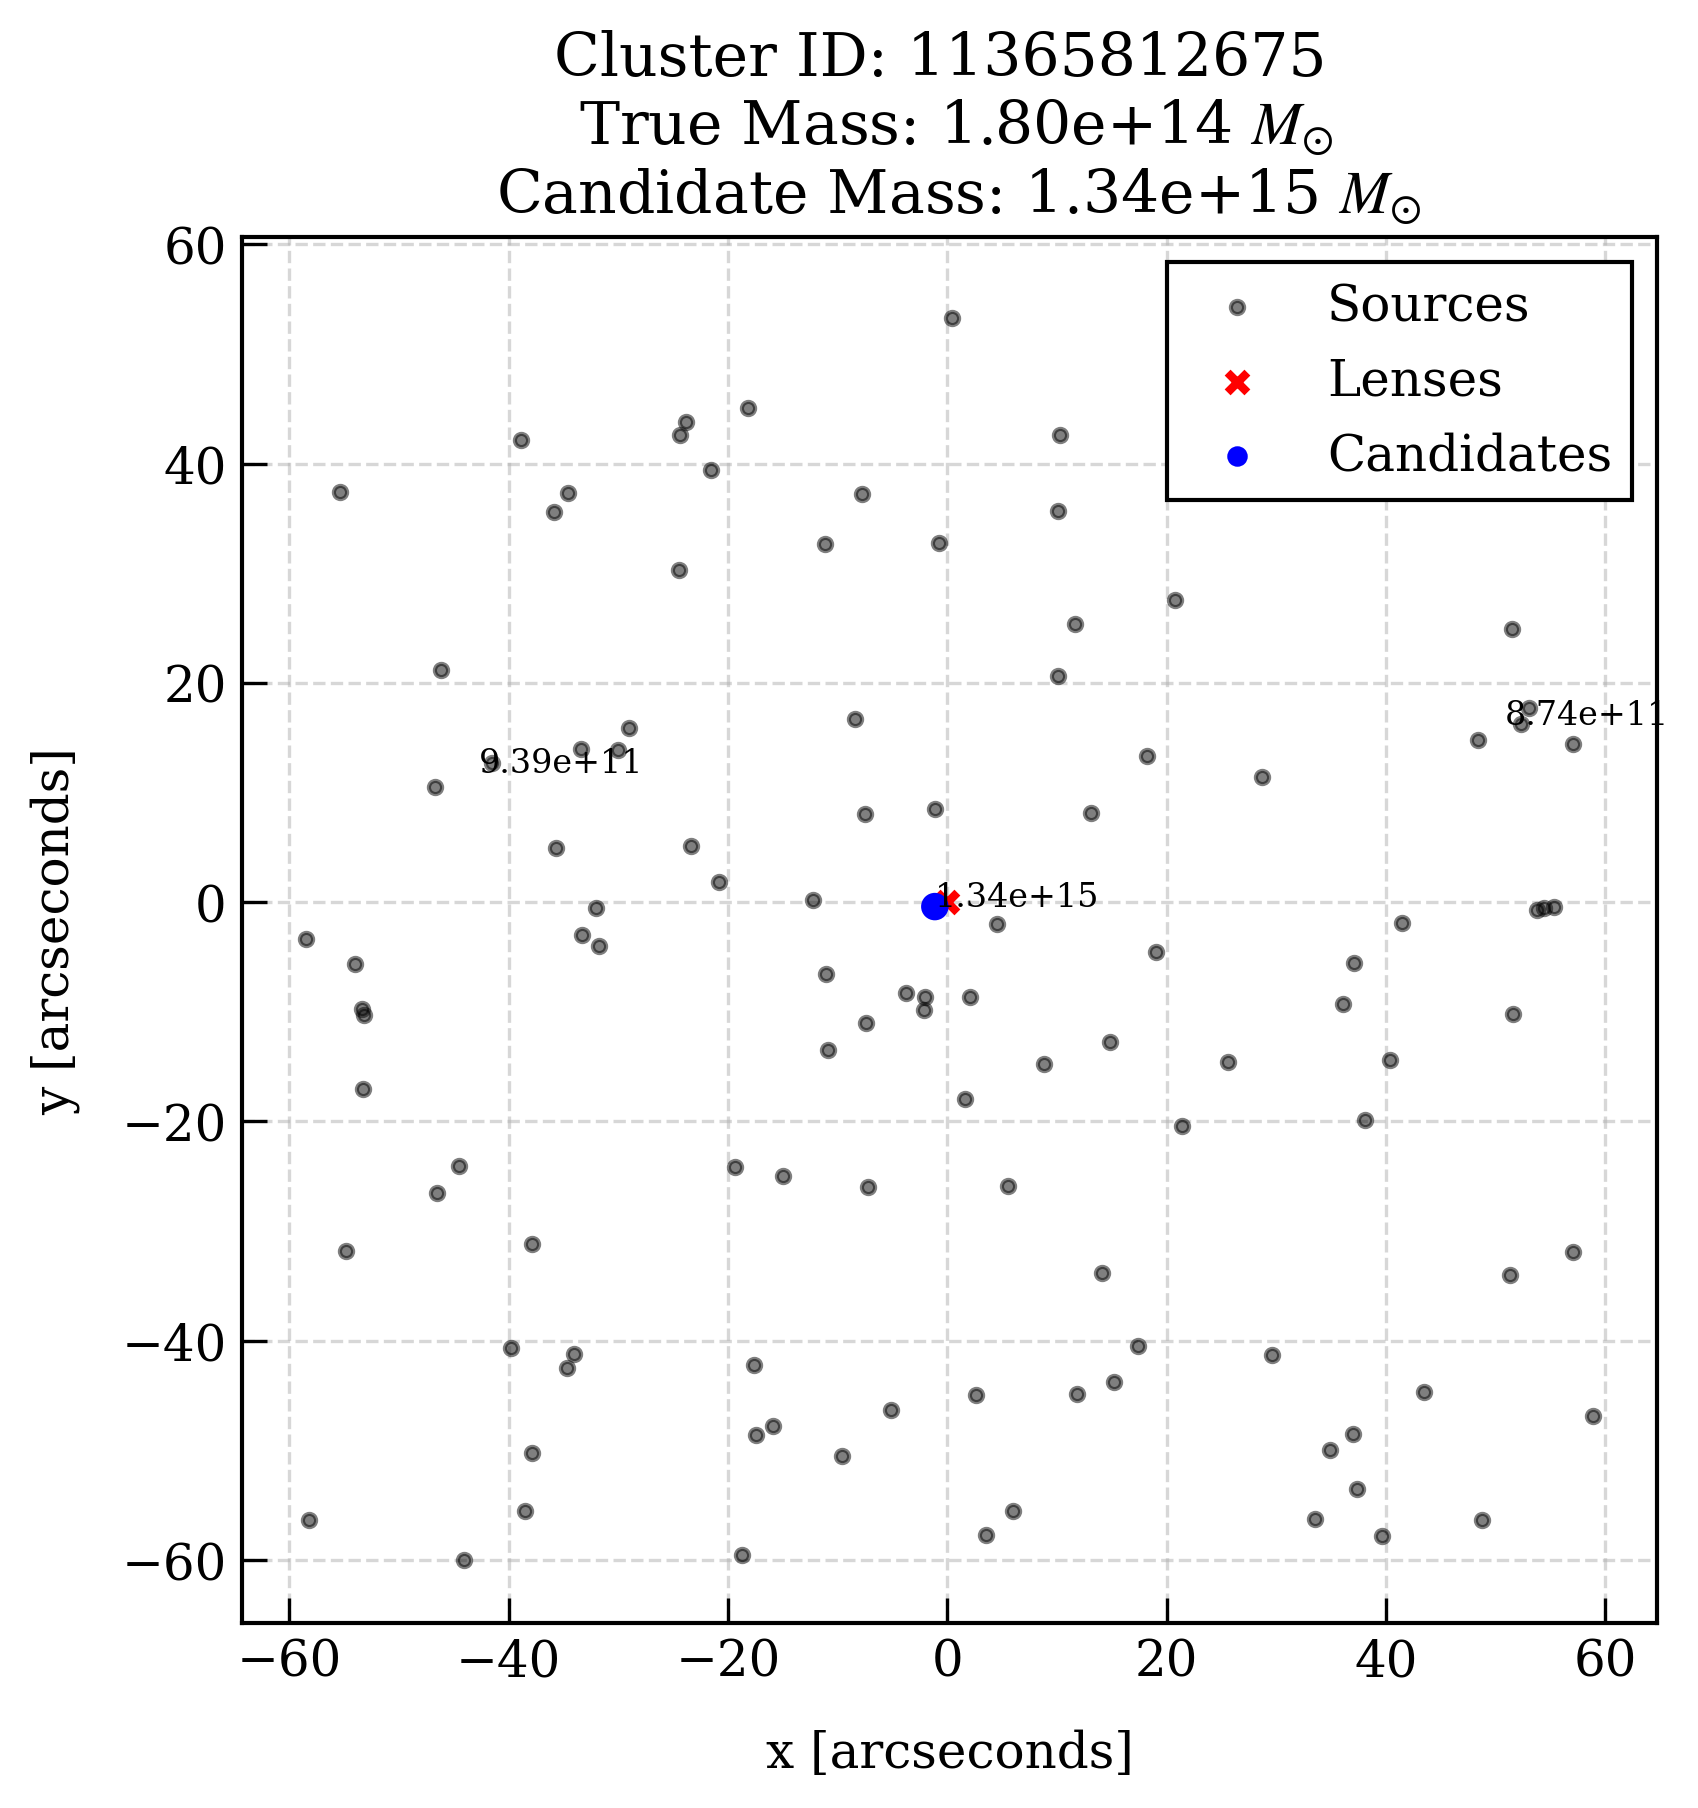 Cluster ID: 11365812675
True Mass: 1.80e+14 M⊙
Candidate Mass: 1.34e+15 M⊙
60
40
20
0
−20
−40
−60
y [arcseconds]
Sources
Lenses
Candidates
8.74e+11
9.39e+11
1.34e+15
−60 −40 −20 0 20 40 60
x [arcseconds]